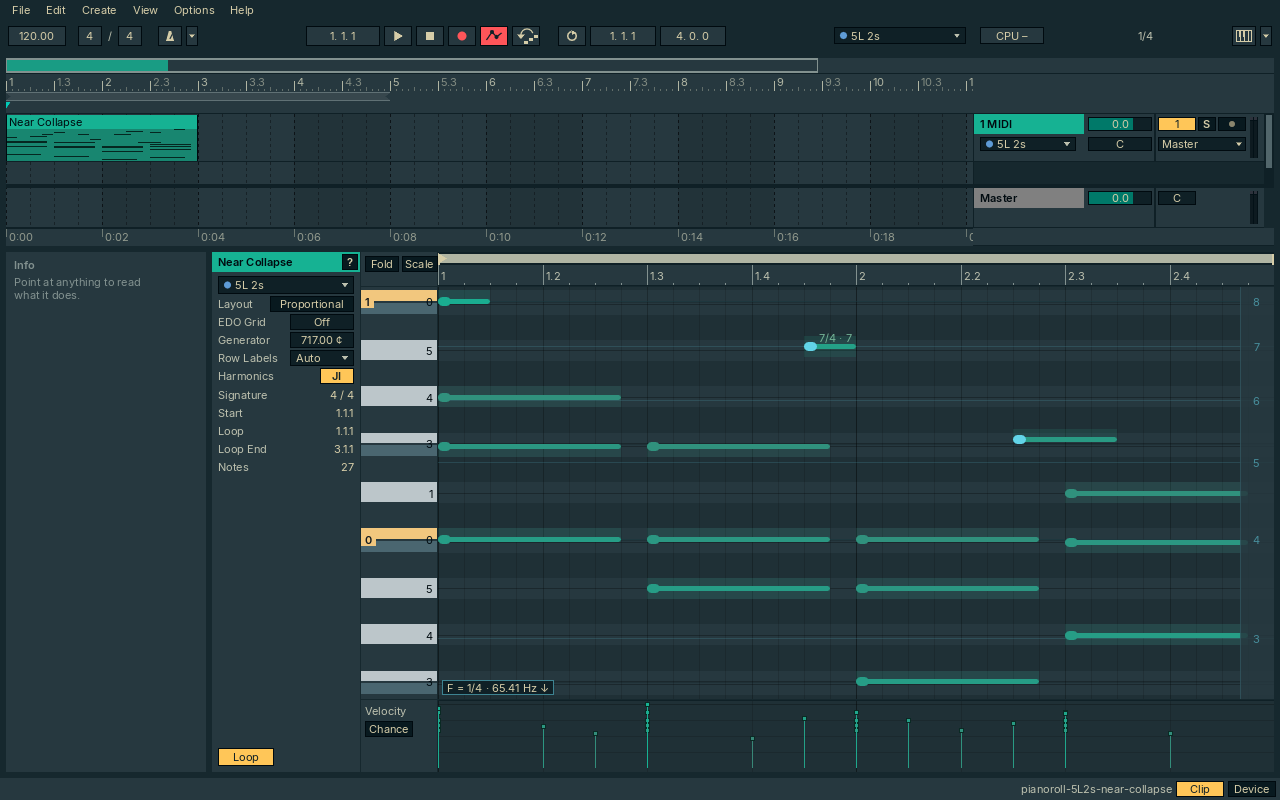 File Edit Create View Options Help
120.00 4 / 4 1. 1. 1 1. 1. 1 4. 0. 0 5L 2s CPU – 1/4
1 1.3 2 2.3 3 3.3 4 4.3 5 5.3 6 6.3 7 7.3 8 8.3 9 9.3 10 10.3 1
Near Collapse
1 MIDI 0.0 1 S
5L 2s C Master
Master 0.0 C
0:00 0:02 0:04 0:06 0:08 0:10 0:12 0:14 0:16 0:18 0
Info
Point at anything to read
what it does.
Near Collapse ?
5L 2s
Layout Proportional
EDO Grid Off
Generator 717.00 ¢
Row Labels Auto
Harmonics JI
Signature 4 / 4
Start 1.1.1
Loop 1.1.1
Loop End 3.1.1
Notes 27
Loop
Fold Scale
1 1.2 1.3 1.4 2 2.2 2.3 2.4
1 0 8
7/4 · 7
5 7
4 6
3 5
1
0 0 4
5
4 3
3
F = 1/4 · 65.41 Hz ↓
Velocity
Chance
pianoroll-5L2s-near-collapse Clip Device